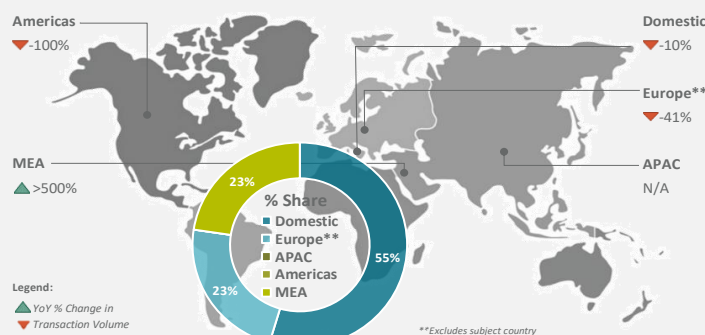 Americas
-100%
Domestic
-10%
Europe**
-41%
MEA
>500%
APAC
N/A
23%
% Share
Domestic
Europe**
APAC
Americas
MEA
55%
23%
Legend:
YoY % Change in
Transaction Volume
**Excludes subject country